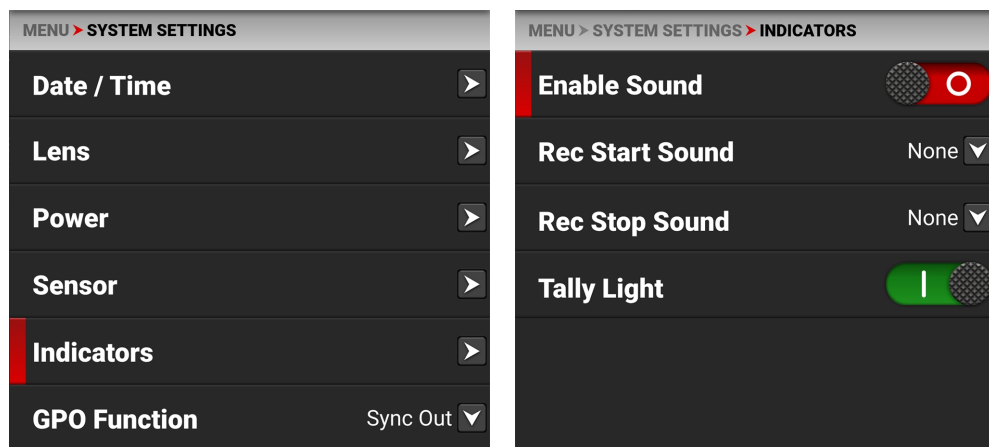 MENU > SYSTEM SETTINGS
Date / Time
Lens
Power
Sensor
Indicators
GPO Function Sync Out
MENU > SYSTEM SETTINGS > INDICATORS
Enable Sound
Rec Start Sound None
Rec Stop Sound None
Tally Light